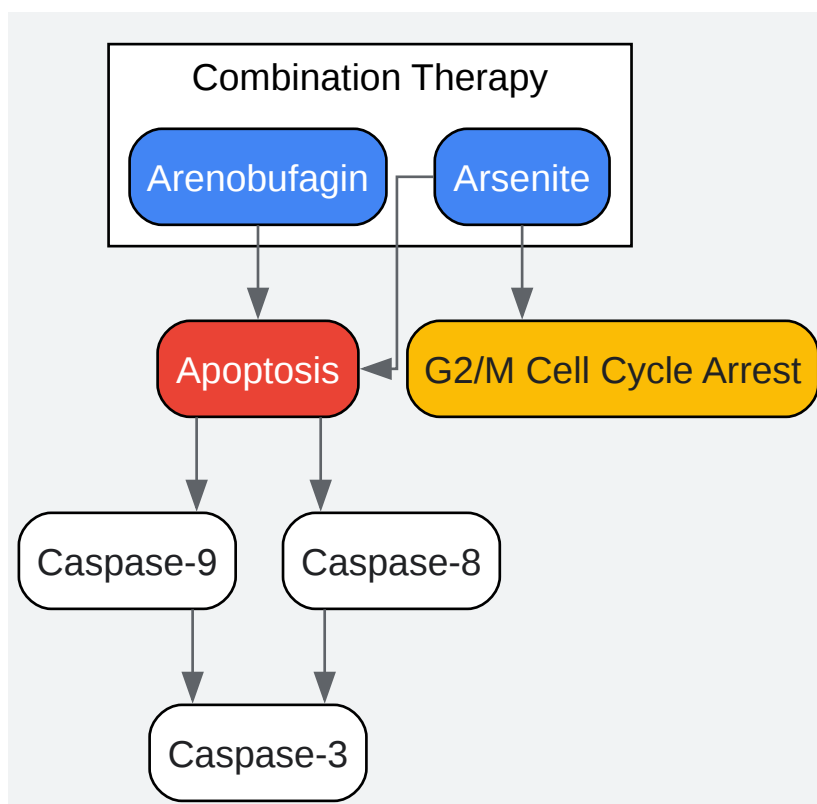 Combination Therapy
Arenobufagin
Arsenite
Apoptosis
G2/M Cell Cycle Arrest
Caspase-9
Caspase-8
Caspase-3